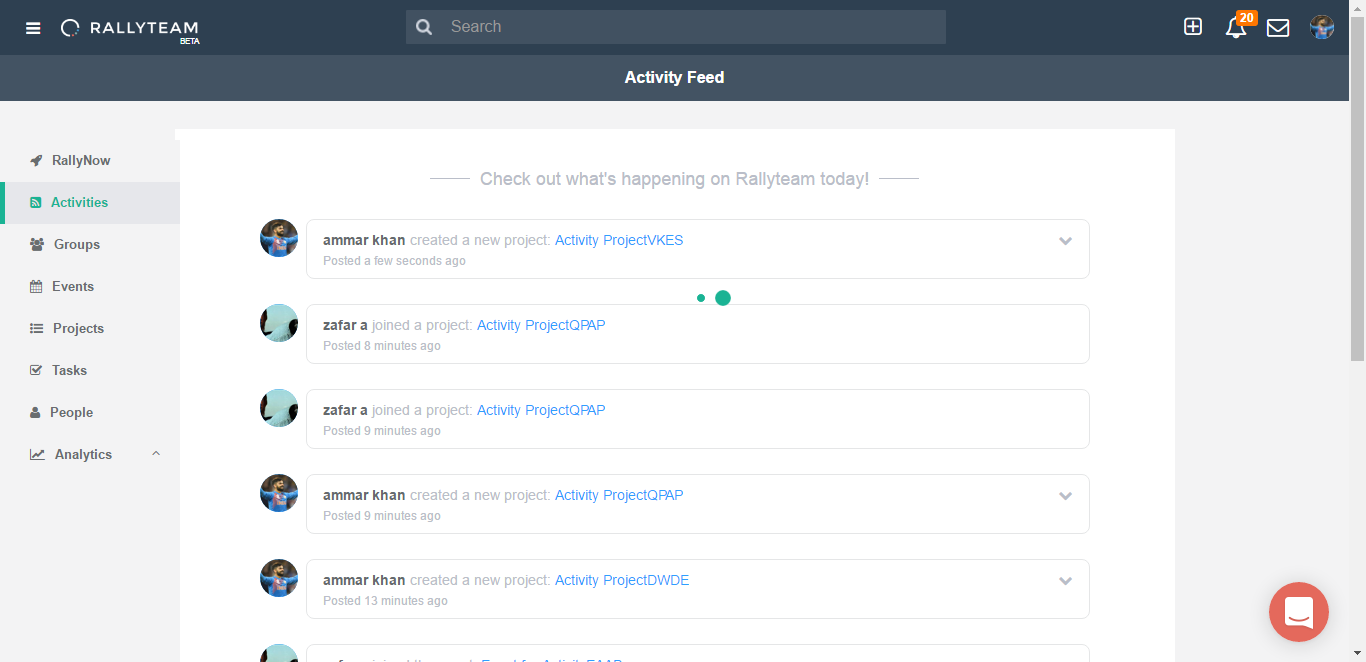 RALLYTEAM
BETA
Search
20
Activity Feed
RallyNow
Activities
Groups
Events
Projects
Tasks
People
Analytics
Check out what's happening on Rallyteam today!
ammar khan created a new project: Activity ProjectVKES
Posted a few seconds ago
zafar a joined a project: Activity ProjectQPAP
Posted 8 minutes ago
zafar a joined a project: Activity ProjectQPAP
Posted 9 minutes ago
ammar khan created a new project: Activity ProjectQPAP
Posted 9 minutes ago
ammar khan created a new project: Activity ProjectDWDE
Posted 13 minutes ago